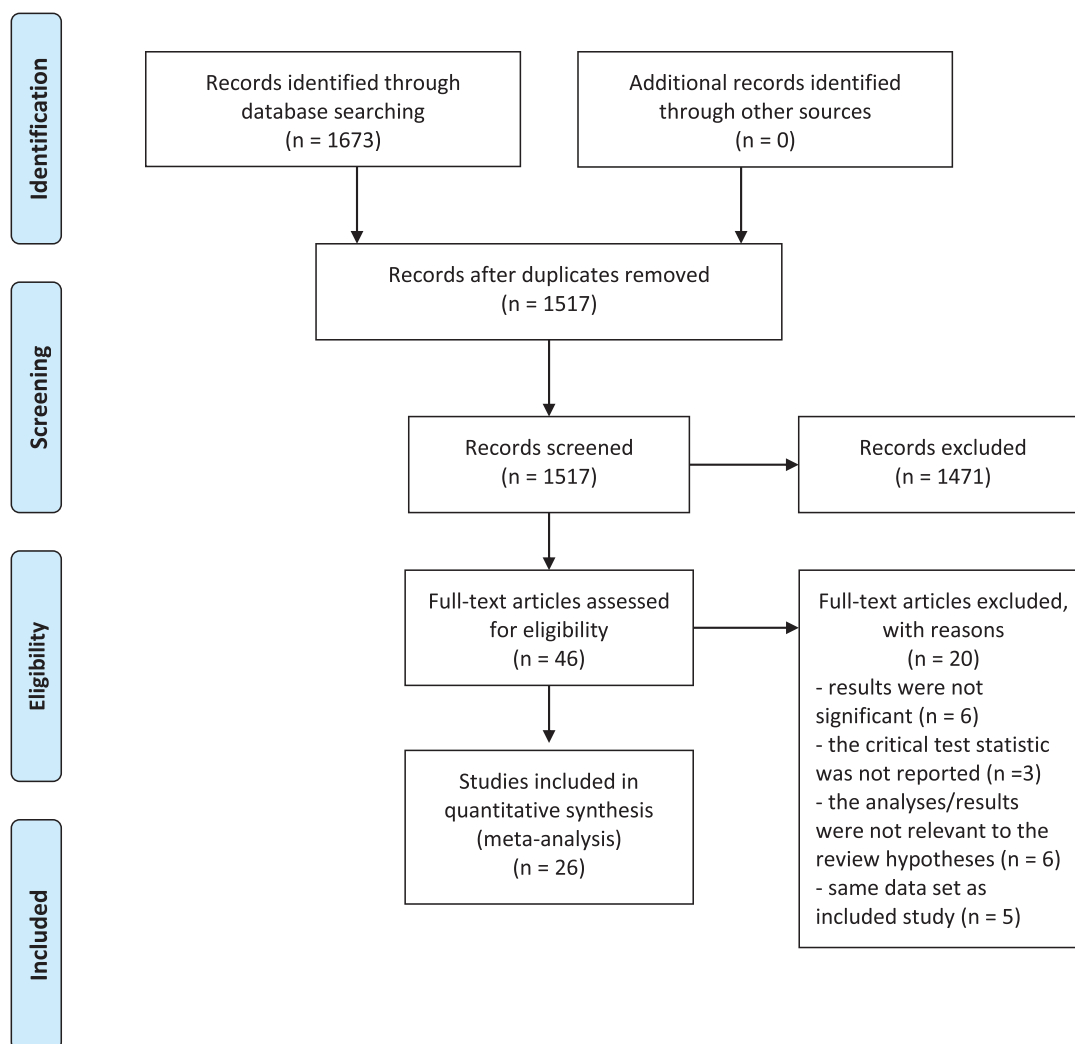 Identification
Records identified through
database searching
(n = 1673)
Additional records identified
through other sources
(n = 0)
Records after duplicates removed
(n = 1517)
Screening
Records screened
(n = 1517)
Records excluded
(n = 1471)
Eligibility
Full-text articles assessed
for eligibility
(n = 46)
Full-text articles excluded,
with reasons
(n = 20)
- results were not
significant (n = 6)
- the critical test statistic
was not reported (n =3)
- the analyses/results
were not relevant to the
review hypotheses (n = 6)
- same data set as
included study (n = 5)
Studies included in
quantitative synthesis
(meta-analysis)
(n = 26)
Included